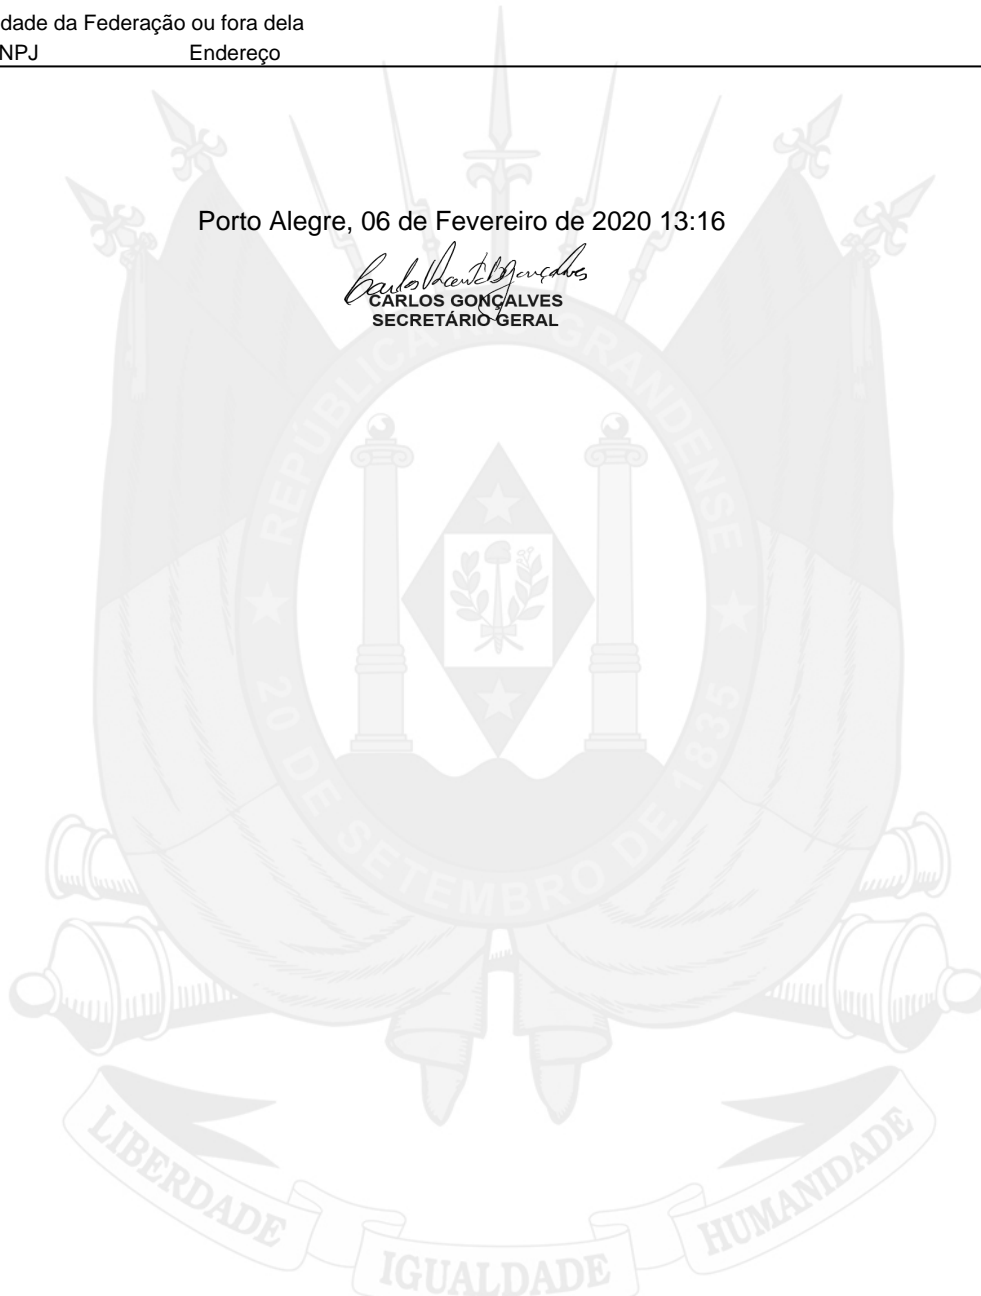 dade da Federação ou fora dela
NPJ Endereço
Porto Alegre, 06 de Fevereiro de 2020 13:16
CARLOS GONÇALVES
SECRETÁRIO GERAL
REPÚBLICA RIO GRANDENSE
20 DE SETEMBRO DE 1835
LIBERDADE IGUALDADE HUMANIDADE